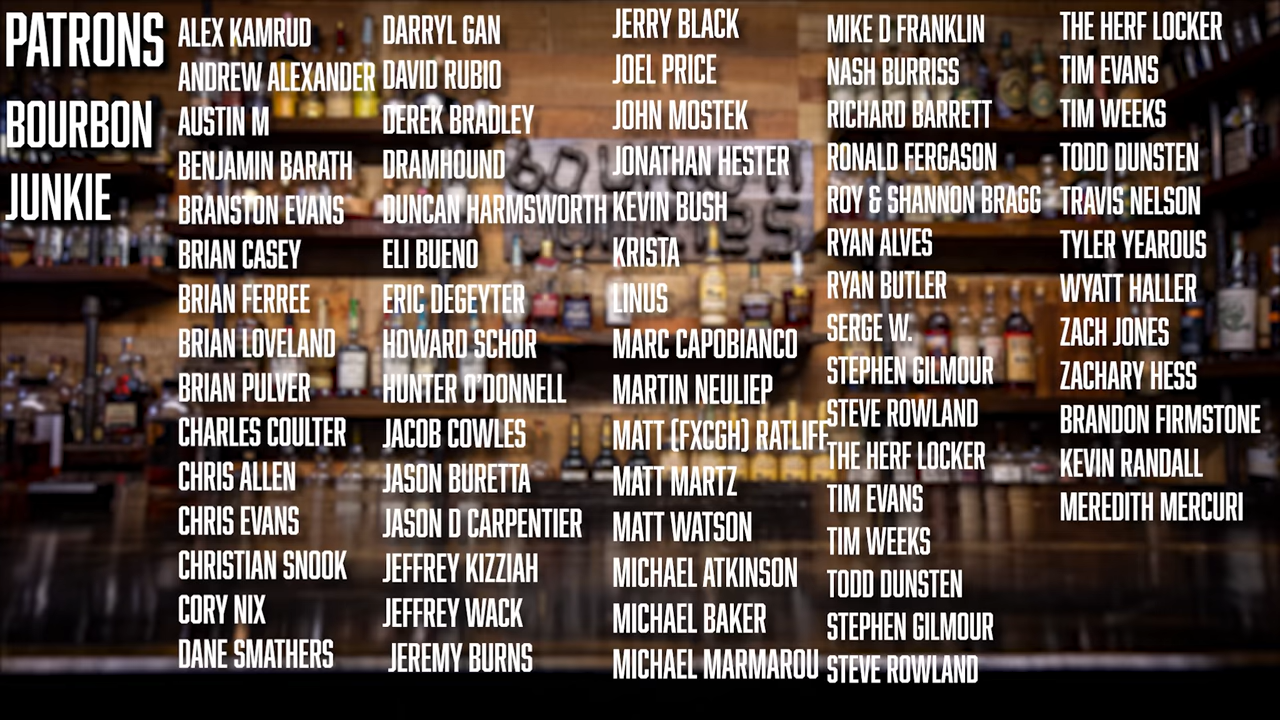 PATRONS
BOURBON
JUNKIE
ALEX KAMRUD
ANDREW ALEXANDER
AUSTIN M
BENJAMIN BARATH
BRANSTON EVANS
BRIAN CASEY
BRIAN FERREE
BRIAN LOVELAND
BRIAN PULVER
CHARLES COULTER
CHRIS ALLEN
CHRIS EVANS
CHRISTIAN SNOOK
CORY NIX
DANE SMATHERS
DARRYL GAN
DAVID RUBIO
DEREK BRADLEY
DRAMHOUND
DUNCAN HARMSWORTH
ELI BUENO
ERIC DEGEYTER
HOWARD SCHOR
HUNTER O'DONNELL
JACOB COWLES
JASON BURETTA
JASON D CARPENTIER
JEFFREY KIZZIAH
JEFFREY WACK
JEREMY BURNS
JERRY BLACK
JOEL PRICE
JOHN MOSTEK
JONATHAN HESTER
KEVIN BUSH
KRISTA
LINUS
MARC CAPOBIANCO
MARTIN NEULIEP
MATT (FXCGH) RATLIFF
MATT MARTZ
MATT WATSON
MICHAEL ATKINSON
MICHAEL BAKER
MICHAEL MARMAROU
MIKE D FRANKLIN
NASH BURRISS
RICHARD BARRETT
RONALD FERGASON
ROY & SHANNON BRAGG
RYAN ALVES
RYAN BUTLER
SERGE W.
STEPHEN GILMOUR
STEVE ROWLAND
THE HERF LOCKER
TIM EVANS
TIM WEEKS
TODD DUNSTEN
STEPHEN GILMOUR
STEVE ROWLAND
THE HERF LOCKER
TIM EVANS
TIM WEEKS
TODD DUNSTEN
TRAVIS NELSON
TYLER YEAROUS
WYATT HALLER
ZACH JONES
ZACHARY HESS
BRANDON FIRMSTONE
KEVIN RANDALL
MEREDITH MERCURI